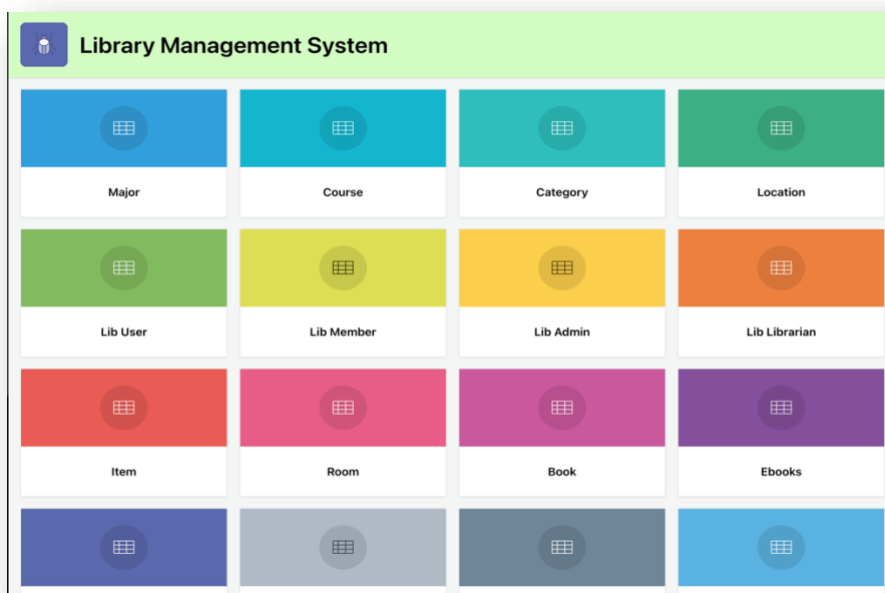 Library Management System
Major
Course
Category
Location
Lib User
Lib Member
Lib Admin
Lib Librarian
Item
Room
Book
Ebooks